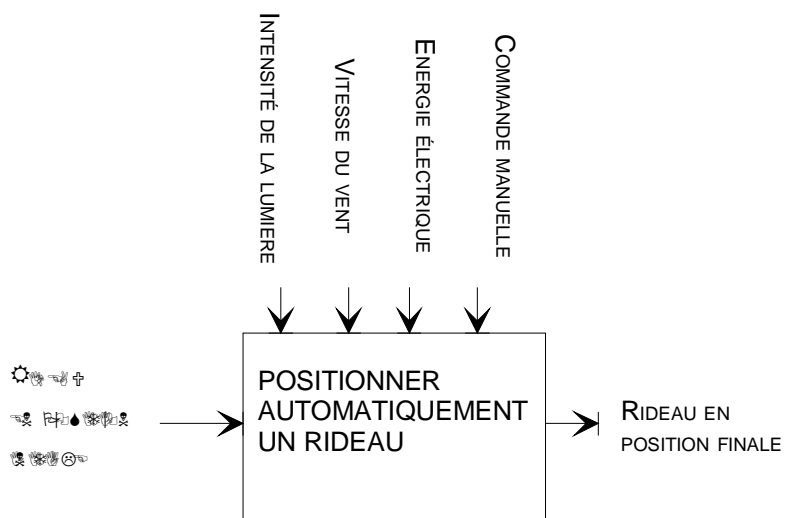 INTENSITÉ DE LA LUMIERE
VITESSE DU VENT
ENERGIE ÉLECTRIQUE
COMMANDE MANUELLE
POSITIONNER
AUTOMATIQUEMENT
UN RIDEAU
RIDEAU EN
POSITION FINALE